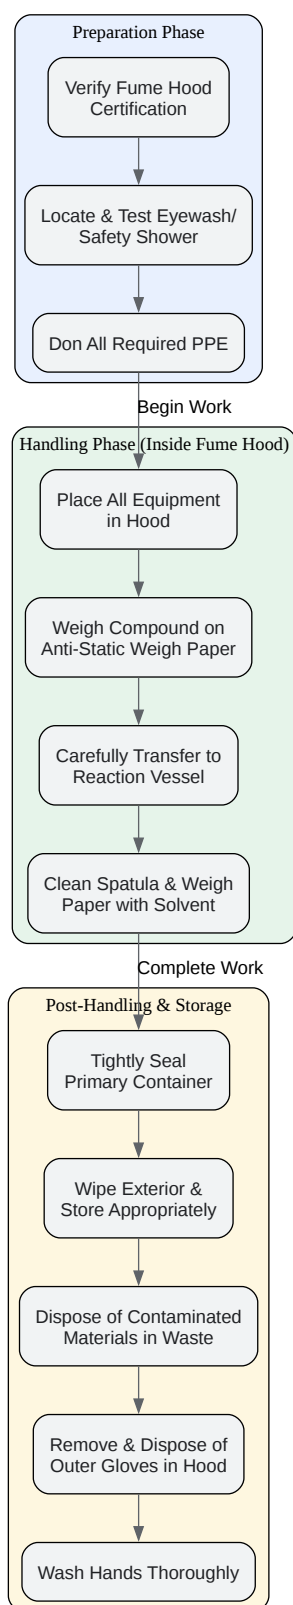 Preparation Phase
Verify Fume Hood
Certification
Locate & Test Eyewash/
Safety Shower
Don All Required PPE
Begin Work
Handling Phase (Inside Fume Hood)
Place All Equipment
in Hood
Weigh Compound on
Anti-Static Weigh Paper
Carefully Transfer to
Reaction Vessel
Clean Spatula & Weigh
Paper with Solvent
Complete Work
Post-Handling & Storage
Tightly Seal
Primary Container
Wipe Exterior &
Store Appropriately
Dispose of Contaminated
Materials in Waste
Remove & Dispose of
Outer Gloves in Hood
Wash Hands Thoroughly